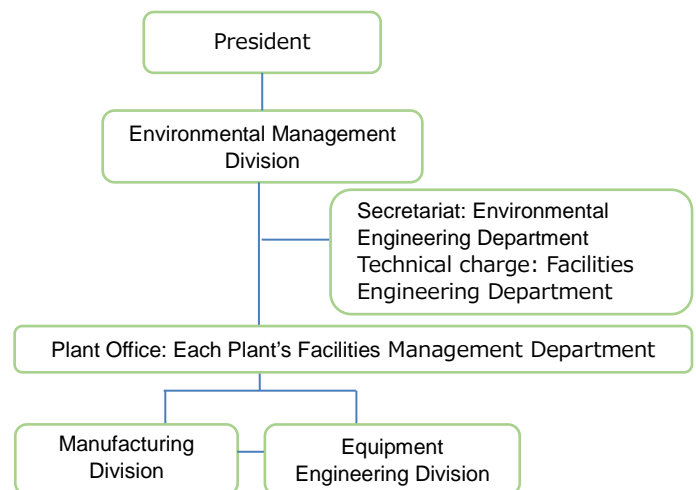 President
Environmental Management
Division
Secretariat: Environmental
Engineering Department
Technical charge: Facilities
Engineering Department
Plant Office: Each Plant’s Facilities Management Department
Manufacturing
Division
Equipment
Engineering Division